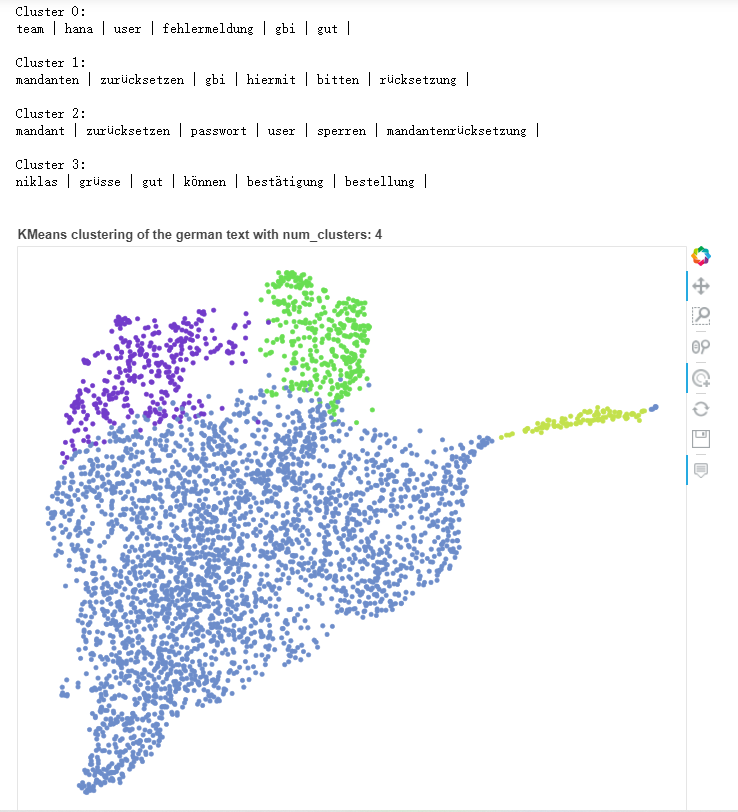 Cluster 0:
team | hana | user | fehlermeldung | gbi | gut |
Cluster 1:
mandanten | zurücksetzen | gbi | hiermit | bitten | rücksetzung |
Cluster 2:
mandant | zurücksetzen | passwort | user | sperren | mandantenrücksetzung |
Cluster 3:
niklas | grüsse | gut | können | bestätigung | bestellung |
KMeans clustering of the german text with num_clusters: 4